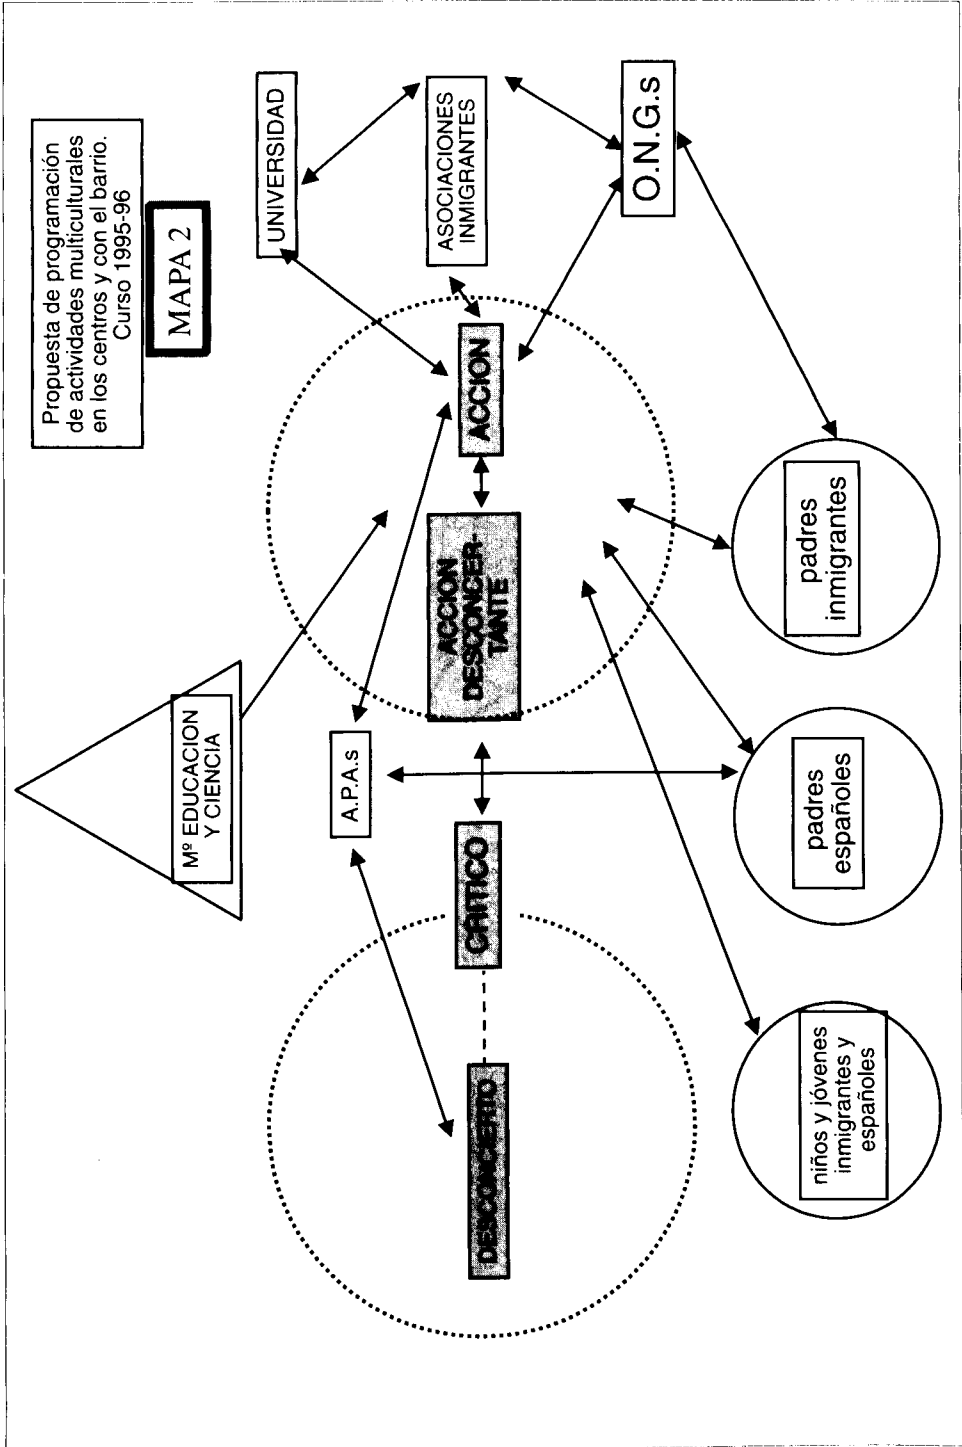 Propuesta de programación
de actividades multiculturales
en los centros y con el barrio.
Curso 1995-96
MAPA 2
Mº EDUCACION
Y CIENCIA
UNIVERSIDAD
A.P.A.s
ASOCIACIONES
INMIGRANTES
DESCONCIERTO
CRITICO
ACCION
DESCONCER-
TANTE
ACCION
O.N.G.s
niños y jóvenes
inmigrantes y
españoles
padres
españoles
padres
inmigrantes